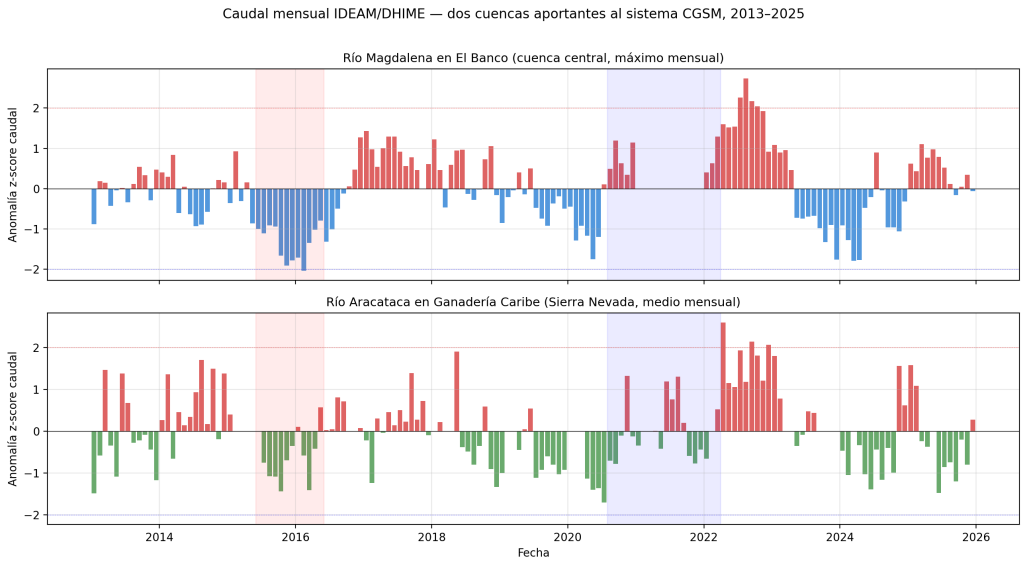 Caudal mensual IDEAM/DHIME — dos cuencas aportantes al sistema CGSM, 2013–2025
Río Magdalena en El Banco (cuenca central, máximo mensual)
Anomalía z-score caudal
2
1
0
−1
−2
Río Aracataca en Ganadería Caribe (Sierra Nevada, medio mensual)
Anomalía z-score caudal
2
1
0
−1
−2
2014 2016 2018 2020 2022 2024 2026
Fecha